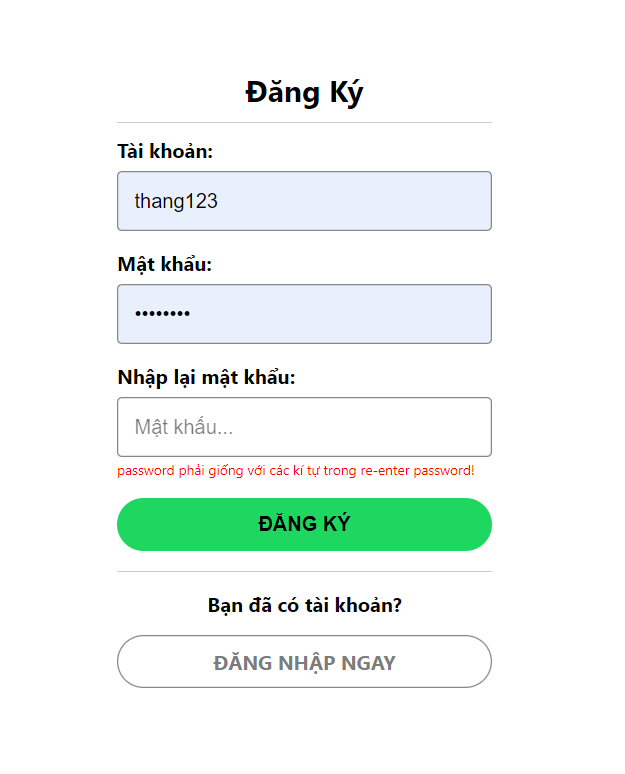 Đăng Ký
Tài khoản:
thang123
Mật khẩu:
••••••••
Nhập lại mật khẩu:
Mật khẩu...
password phải giống với các kí tự trong re-enter password!
ĐĂNG KÝ
Bạn đã có tài khoản?
ĐĂNG NHẬP NGAY